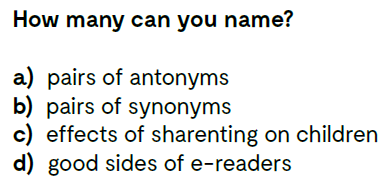 How many can you name?
a) pairs of antonyms
b) pairs of synonyms
c) effects of sharenting on children
d) good sides of e-readers